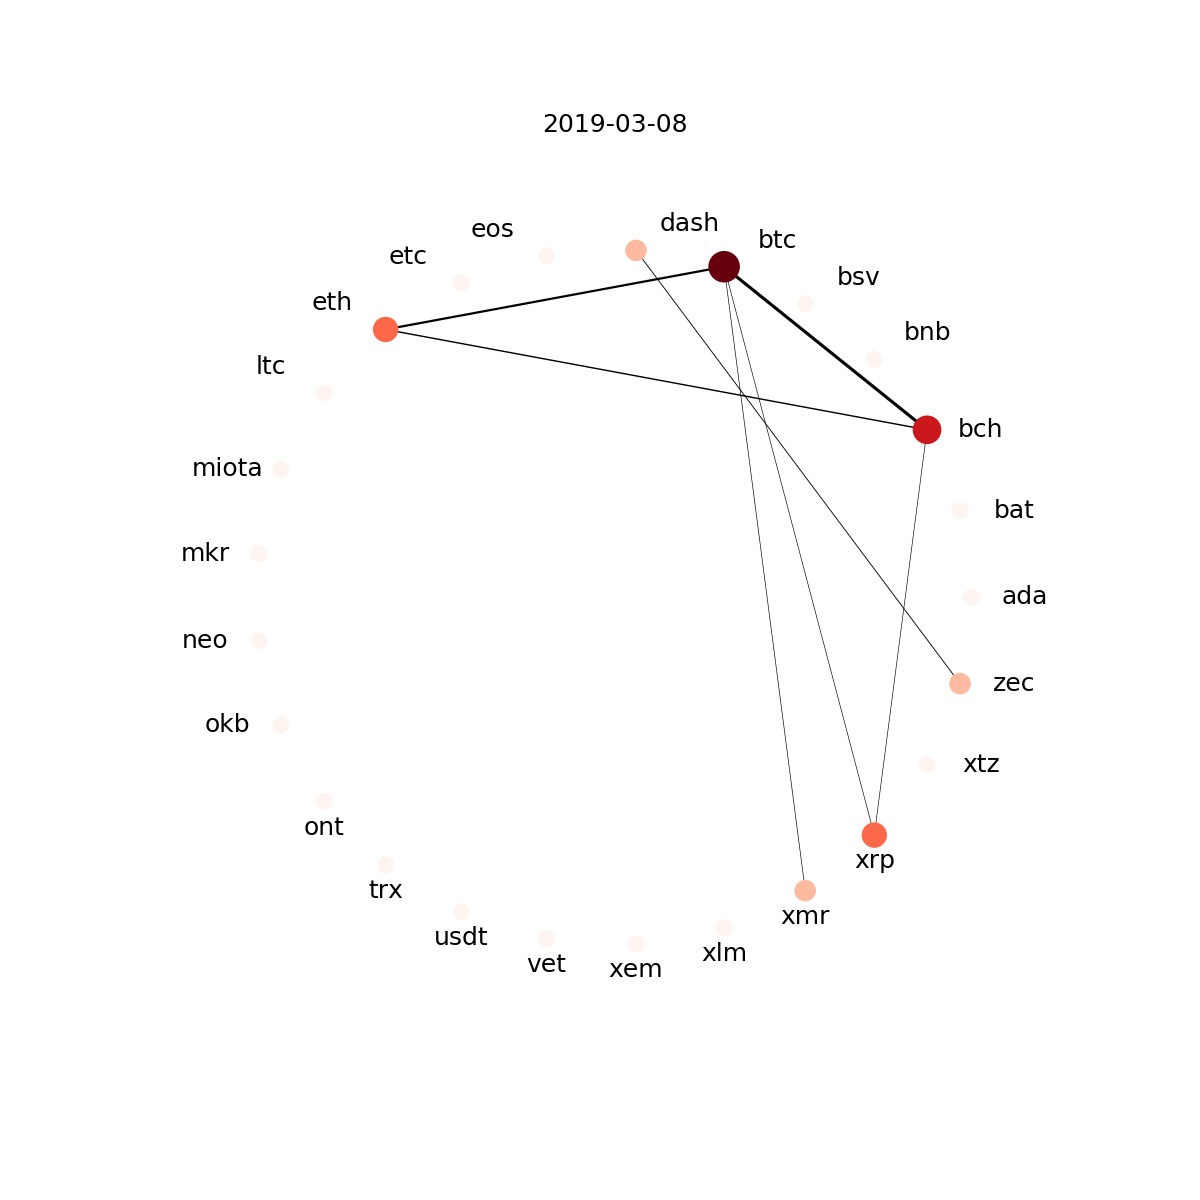 2019-03-08
dash
eos
btc
etc
bsv
eth
bnb
ltc
bch
miota
bat
mkr
ada
neo
zec
okb
xtz
ont
xrp
trx
xmr
usdt
xlm
vet
xem